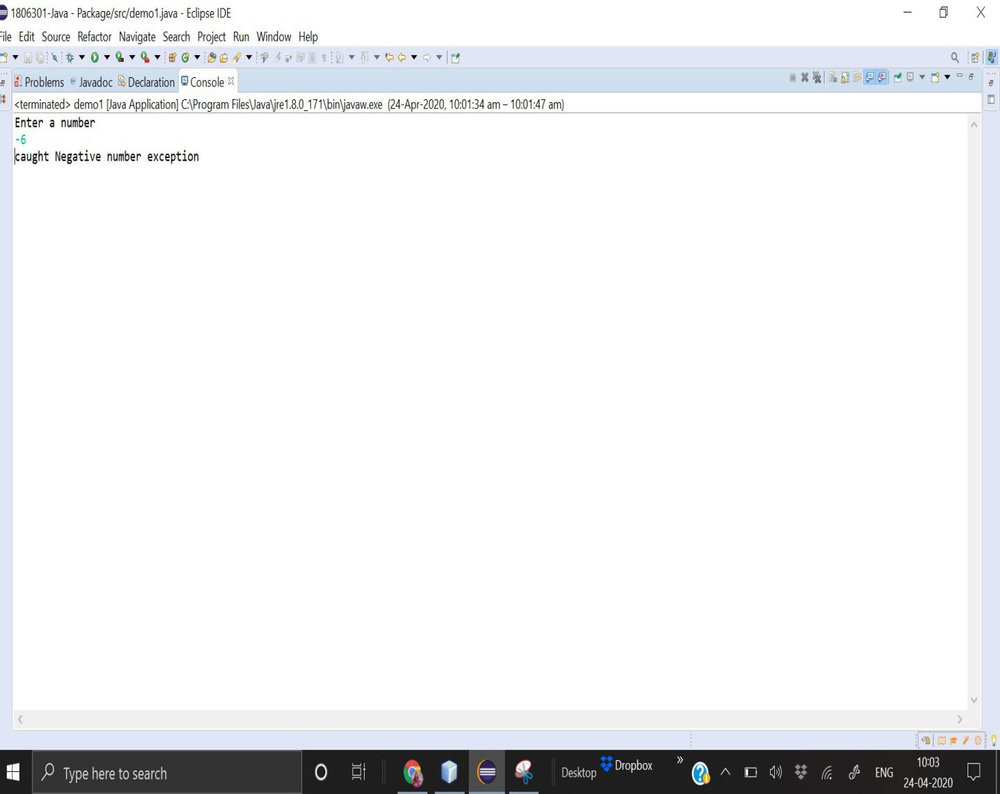 1806301-Java - Package/src/demo1.java - Eclipse IDE
File Edit Source Refactor Navigate Search Project Run Window Help
Problems Javadoc Declaration Console
<terminated> demo1 [Java Application] C:\Program Files\Java\jre1.8.0_171\bin\javaw.exe (24-Apr-2020, 10:01:34 am – 10:01:47 am)
Enter a number
-6
caught Negative number exception
Type here to search
Desktop
Dropbox
»
ENG
10:03
24-04-2020